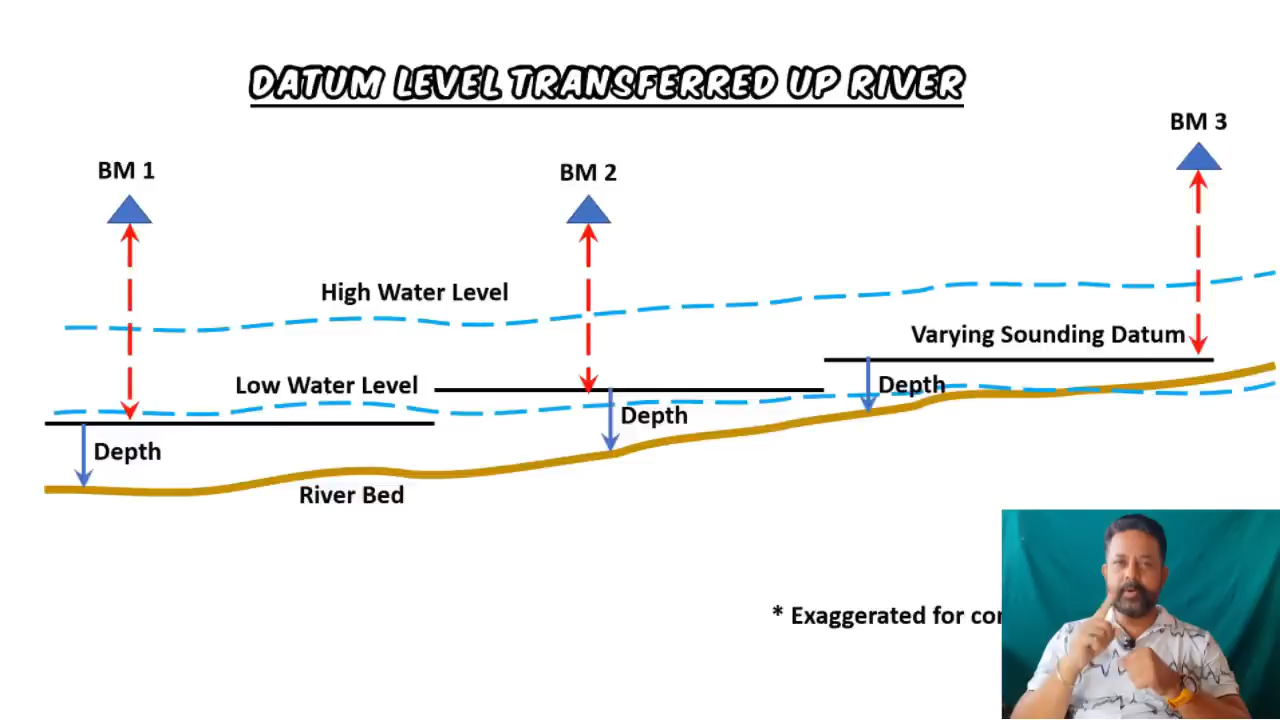 DATUM LEVEL TRANSFERRED UP RIVER
BM 3
BM 1
BM 2
High Water Level
Varying Sounding Datum
Low Water Level
Depth
Depth
Depth
River Bed
* Exaggerated for